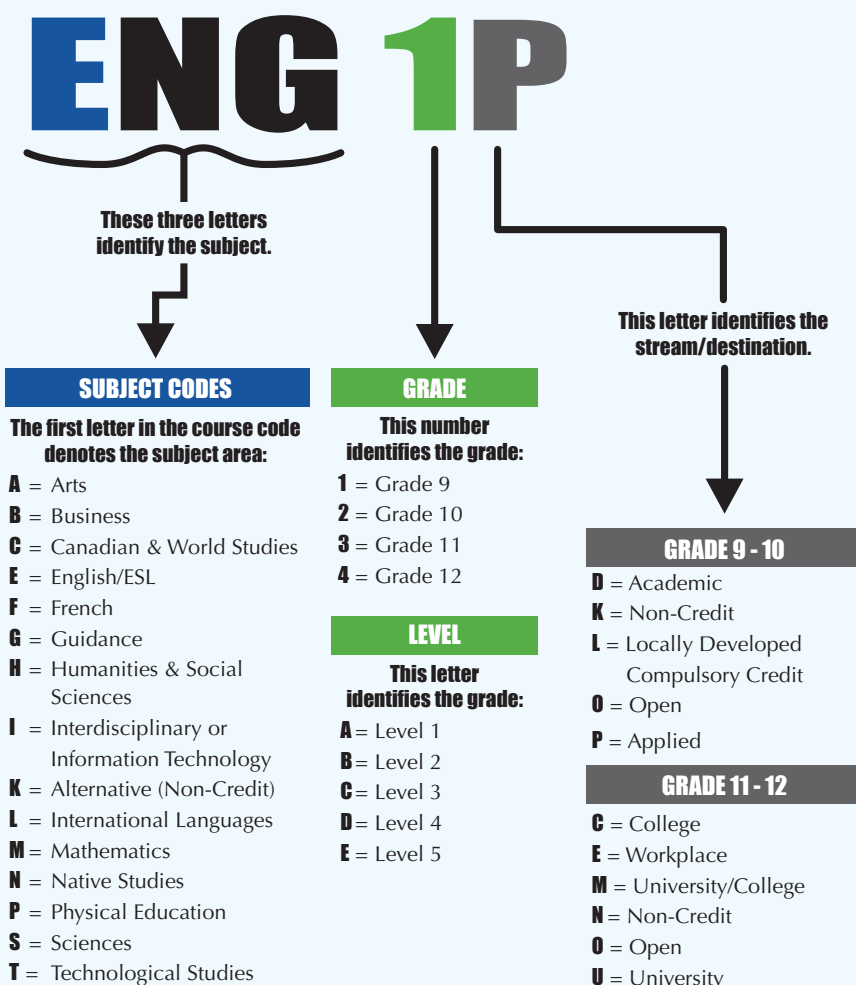 ENG 1P
These three letters
identify the subject.
This letter identifies the
stream/destination.
SUBJECT CODES
The first letter in the course code
denotes the subject area:
A = Arts
B = Business
C = Canadian & World Studies
E = English/ESL
F = French
G = Guidance
H = Humanities & Social
Sciences
I = Interdisciplinary or
Information Technology
K = Alternative (Non-Credit)
L = International Languages
M = Mathematics
N = Native Studies
P = Physical Education
S = Sciences
T = Technological Studies
GRADE
This number
identifies the grade:
1 = Grade 9
2 = Grade 10
3 = Grade 11
4 = Grade 12
LEVEL
This letter
identifies the grade:
A = Level 1
B = Level 2
C = Level 3
D = Level 4
E = Level 5
GRADE 9 - 10
D = Academic
K = Non-Credit
L = Locally Developed
Compulsory Credit
O = Open
P = Applied
GRADE 11 - 12
C = College
E = Workplace
M = University/College
N = Non-Credit
O = Open
U = University